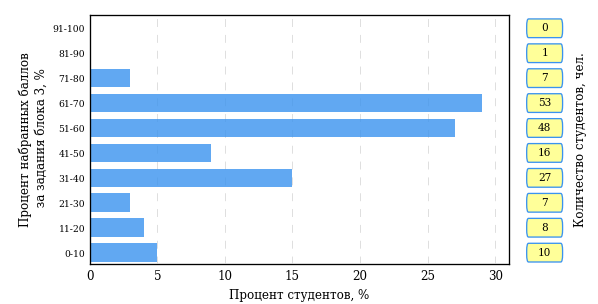 Процент набранных баллов
за задания блока 3, %
91-100 0
81-90 1
71-80 7
61-70 53
51-60 48
41-50 16
31-40 27
21-30 7
11-20 8
0-10 10
0 5 10 15 20 25 30
Процент студентов, %
Количество студентов, чел.